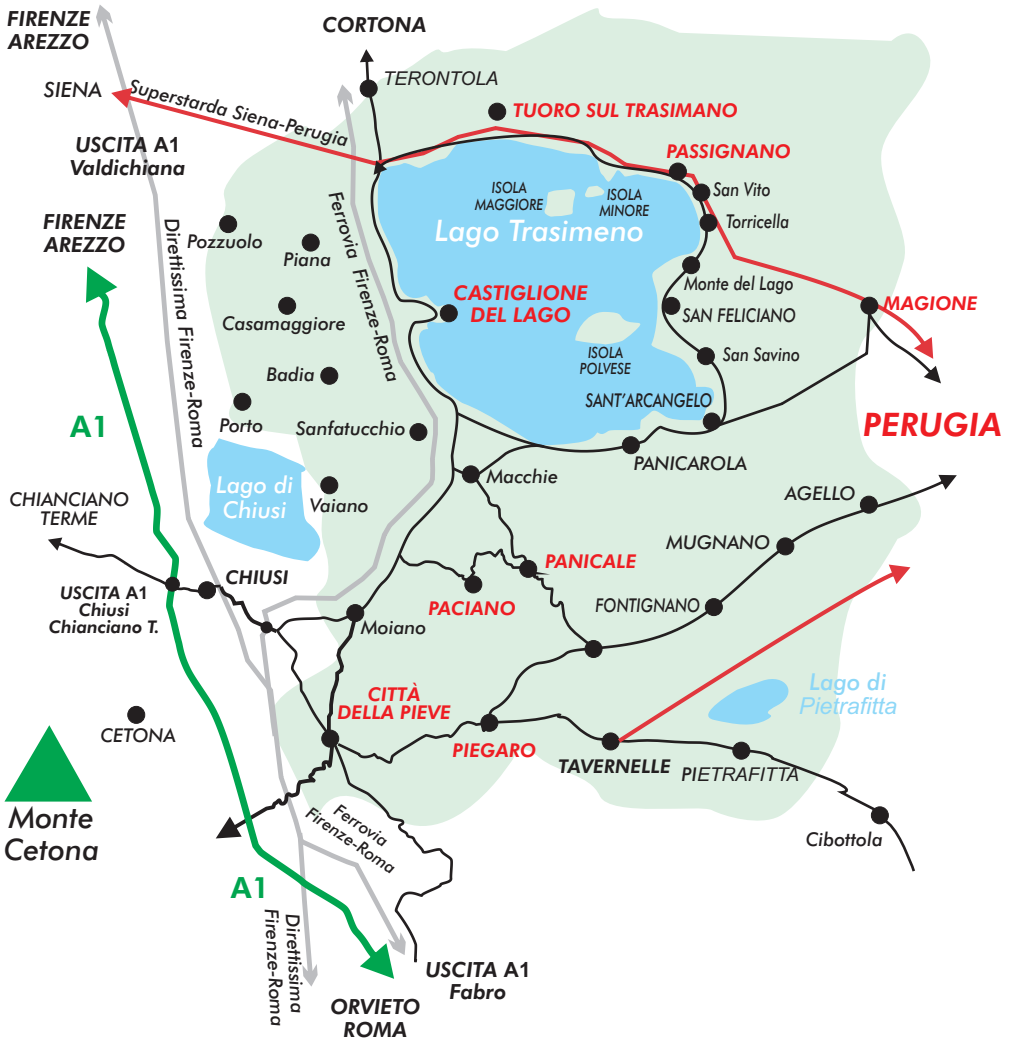 FIRENZE
AREZZO
CORTONA
TERONTOLA
SIENA
Superstarda Siena-Perugia
TUORO SUL TRASIMANO
USCITA A1
Valdichiana
PASSIGNANO
San Vito
ISOLA
MAGGIORE
ISOLA
MINORE
Torricella
FIRENZE
AREZZO
Pozzuolo
Piana
Lago Trasimeno
Direttissima Firenze-Roma
Ferrovia Firenze-Roma
Monte del Lago
CASTIGLIONE
DEL LAGO
MAGIONE
Casamaggiore
SAN FELICIANO
ISOLA
POLVESE
San Savino
Badia
SANT'ARCANGELO
Porto
Sanfatucchio
A1
PERUGIA
PANICAROLA
Macchie
Lago di
Chiusi
Vaiano
CHIANCIANO
TERME
AGELLO
MUGNANO
PANICALE
CHIUSI
PACIANO
USCITA A1
Chiusi
Chianciano T.
FONTIGNANO
Moiano
CITTÀ
DELLA PIEVE
Lago di
Pietrafitta
CETONA
PIEGARO
TAVERNELLE
PIETRAFITTA
Monte
Cetona
Ferrovia
Firenze-Roma
Cibottola
A1
Direttissima
Firenze-Roma
USCITA A1
Fabro
ORVIETO
ROMA